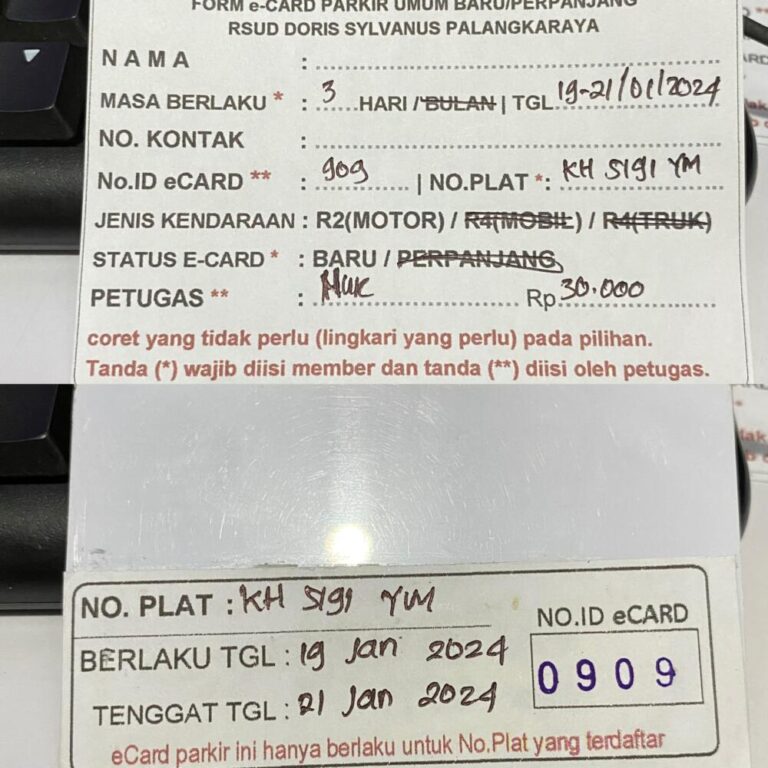 FORM e-CARD PARKIR UMUM BARU/PERPANJANG
RSUD DORIS SYLVANUS PALANGKARAYA
NAMA :
MASA BERLAKU * : 3 HARI / BULAN | TGL 19-21/01/2024
NO. KONTAK :
No.ID eCARD ** : 909 | NO.PLAT *: KH 5191 YM
JENIS KENDARAAN : R2(MOTOR) / R4(MOBIL) / R4(TRUK)
STATUS E-CARD * : BARU / PERPANJANG
PETUGAS ** : Rp 30.000
coret yang tidak perlu (lingkari yang perlu) pada pilihan.
Tanda (*) wajib diisi member dan tanda (**) diisi oleh petugas.
NO. PLAT : KH 5191 YM
NO.ID eCARD
BERLAKU TGL : 19 Jan 2024
0909
TENGGAT TGL : 21 Jan 2024
eCard parkir ini hanya berlaku untuk No.Plat yang terdaftar